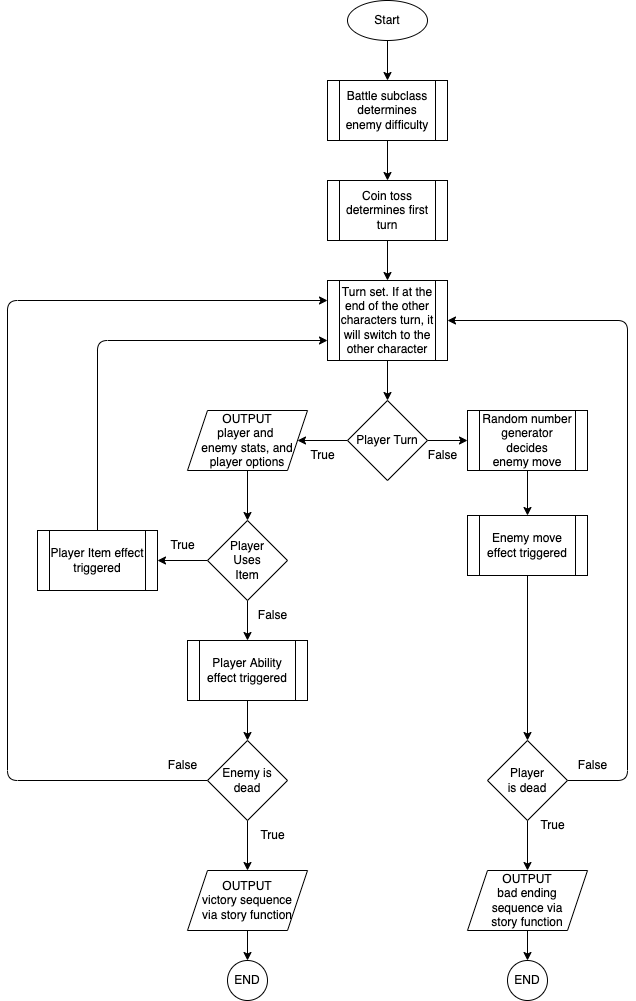 Start
Battle subclass
determines
enemy difficulty
Coin toss
determines first
turn
Turn set. If at the
end of the other
characters turn, it
will switch to the
other character
OUTPUT
player and
enemy stats, and
player options
True
Player Turn
False
Random number
generator
decides
enemy move
Player Item effect
triggered
True
Player
Uses
Item
Enemy move
effect triggered
False
Player Ability
effect triggered
False
Enemy is
dead
Player
is dead
False
True
True
OUTPUT
victory sequence
via story function
OUTPUT
bad ending
sequence via
story function
END
END